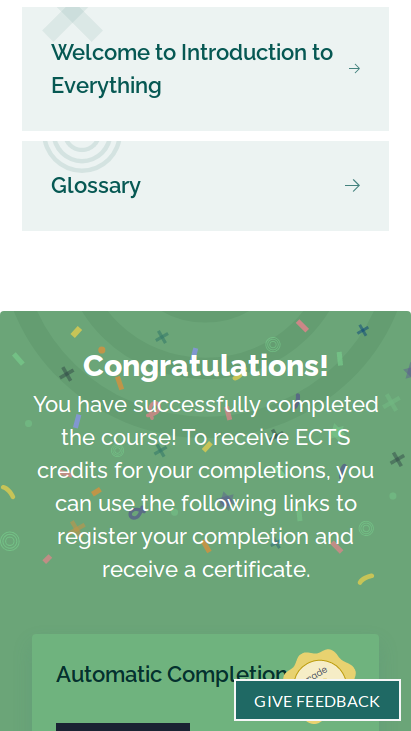 Welcome to Introduction to
Everything
Glossary
Congratulations!
You have successfully completed
the course! To receive ECTS
credits for your completions, you
can use the following links to
register your completion and
receive a certificate.
Automatic Completion
GIVE FEEDBACK